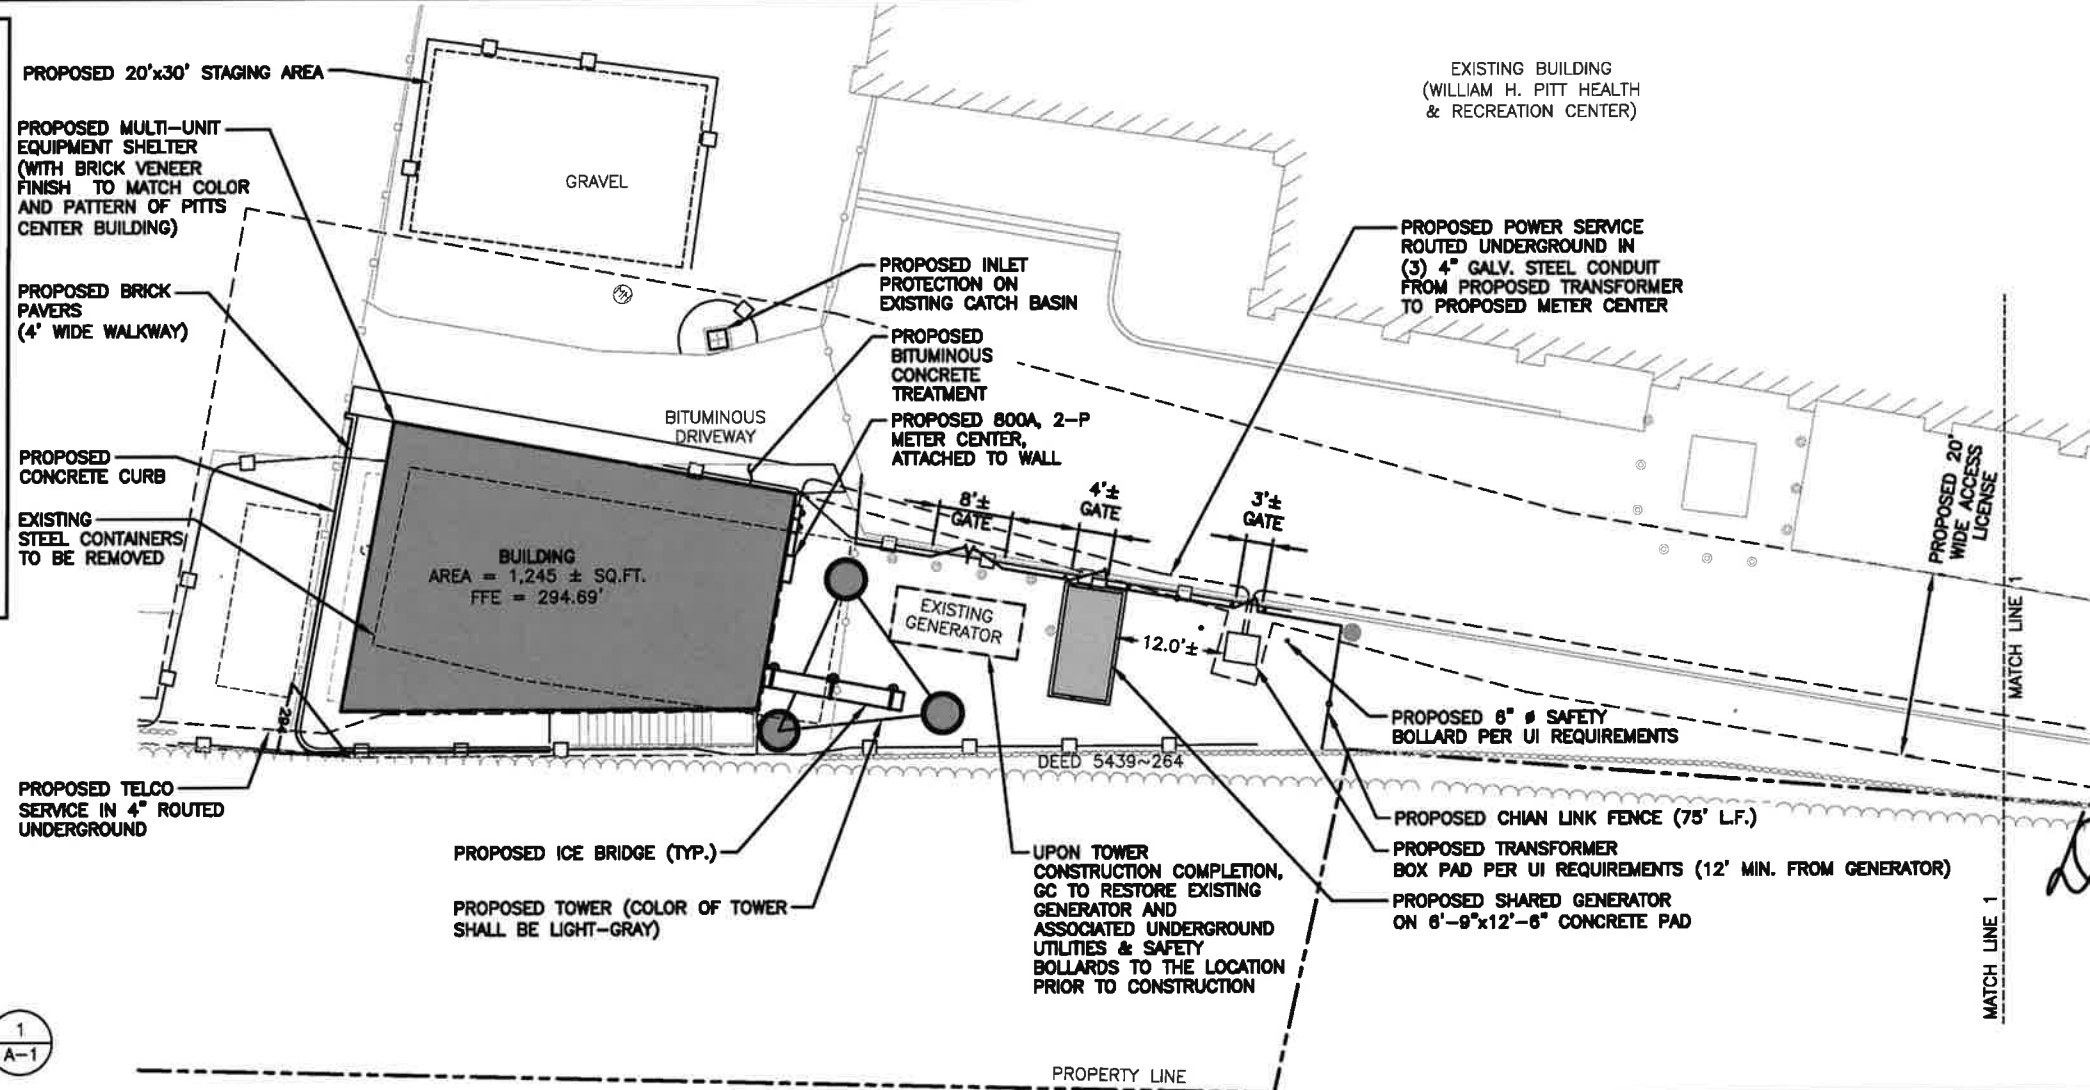 PROPOSED 20'x30' STAGING AREA
PROPOSED MULTI-UNIT
EQUIPMENT SHELTER
(WITH BRICK VENEER
FINISH TO MATCH COLOR
AND PATTERN OF PITTS
CENTER BUILDING)
PROPOSED BRICK
PAVERS
(4' WIDE WALKWAY)
PROPOSED
CONCRETE CURB
EXISTING
STEEL CONTAINERS
TO BE REMOVED
PROPOSED TELCO
SERVICE IN 4" ROUTED
UNDERGROUND
294
GRAVEL
MH
BITUMINOUS
DRIVEWAY
BUILDING
AREA = 1,245 ± SQ.FT.
FFE = 294.69'
PROPOSED INLET
PROTECTION ON
EXISTING CATCH BASIN
PROPOSED
BITUMINOUS
CONCRETE
TREATMENT
PROPOSED 800A, 2-P
METER CENTER,
ATTACHED TO WALL
8'±
GATE
4'±
GATE
3'±
GATE
EXISTING
GENERATOR
12.0'±
EXISTING BUILDING
(WILLIAM H. PITT HEALTH
& RECREATION CENTER)
PROPOSED POWER SERVICE
ROUTED UNDERGROUND IN
(3) 4" GALV. STEEL CONDUIT
FROM PROPOSED TRANSFORMER
TO PROPOSED METER CENTER
PROPOSED 20'
WIDE ACCESS
LICENSE
MATCH LINE 1
MATCH LINE 1
PROPOSED 6" ø SAFETY
BOLLARD PER UI REQUIREMENTS
DEED 5439~264
PROPOSED CHIAN LINK FENCE (75' L.F.)
PROPOSED TRANSFORMER
BOX PAD PER UI REQUIREMENTS (12' MIN. FROM GENERATOR)
PROPOSED SHARED GENERATOR
ON 6'-9"x12'-6" CONCRETE PAD
PROPOSED ICE BRIDGE (TYP.)
PROPOSED TOWER (COLOR OF TOWER
SHALL BE LIGHT-GRAY)
UPON TOWER
CONSTRUCTION COMPLETION,
GC TO RESTORE EXISTING
GENERATOR AND
ASSOCIATED UNDERGROUND
UTILITIES & SAFETY
BOLLARDS TO THE LOCATION
PRIOR TO CONSTRUCTION
1
A-1
PROPERTY LINE